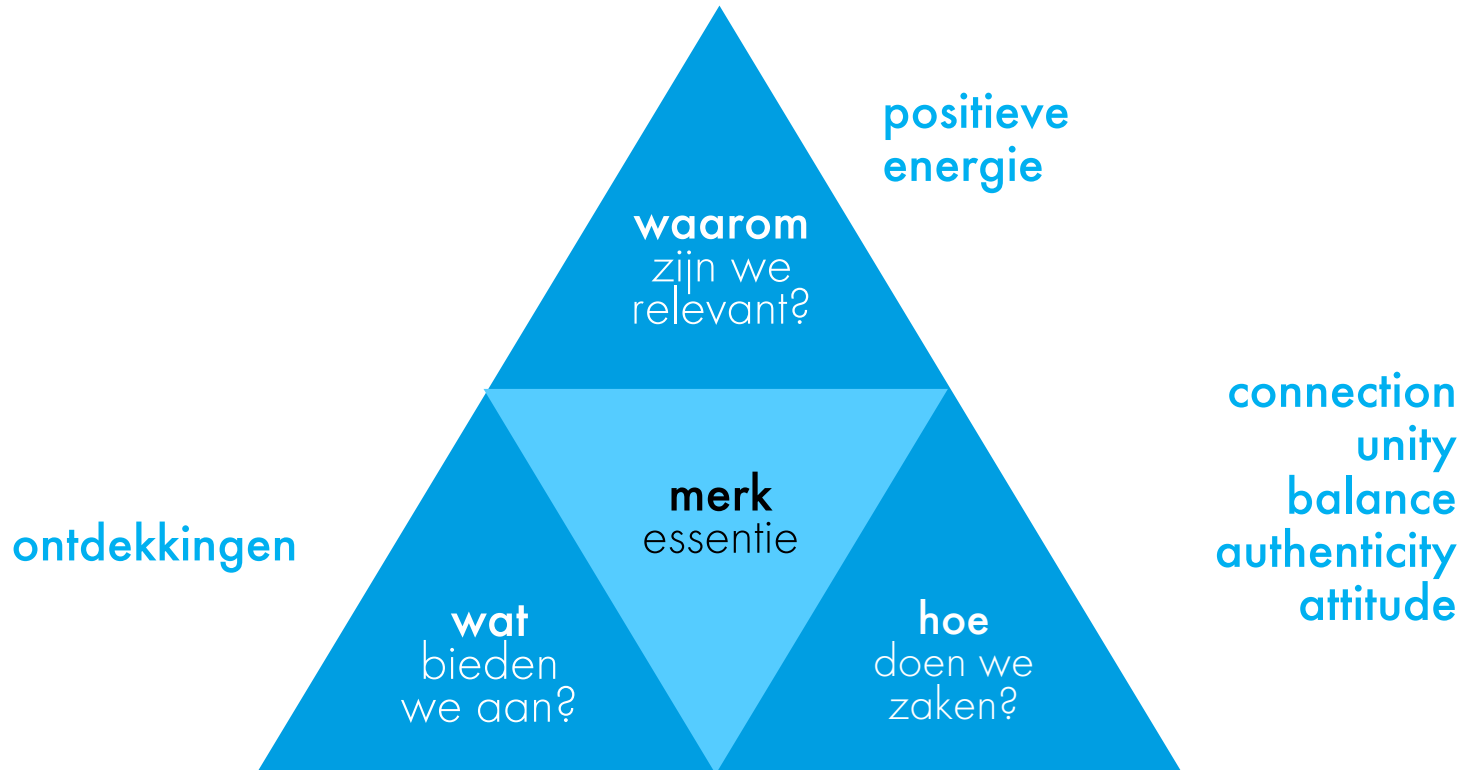 positieve
energie
waarom
zijn we
relevant?
connection
unity
balance
authenticity
attitude
merk
essentie
ontdekkingen
wat
bieden
we aan?
hoe
doen we
zaken?